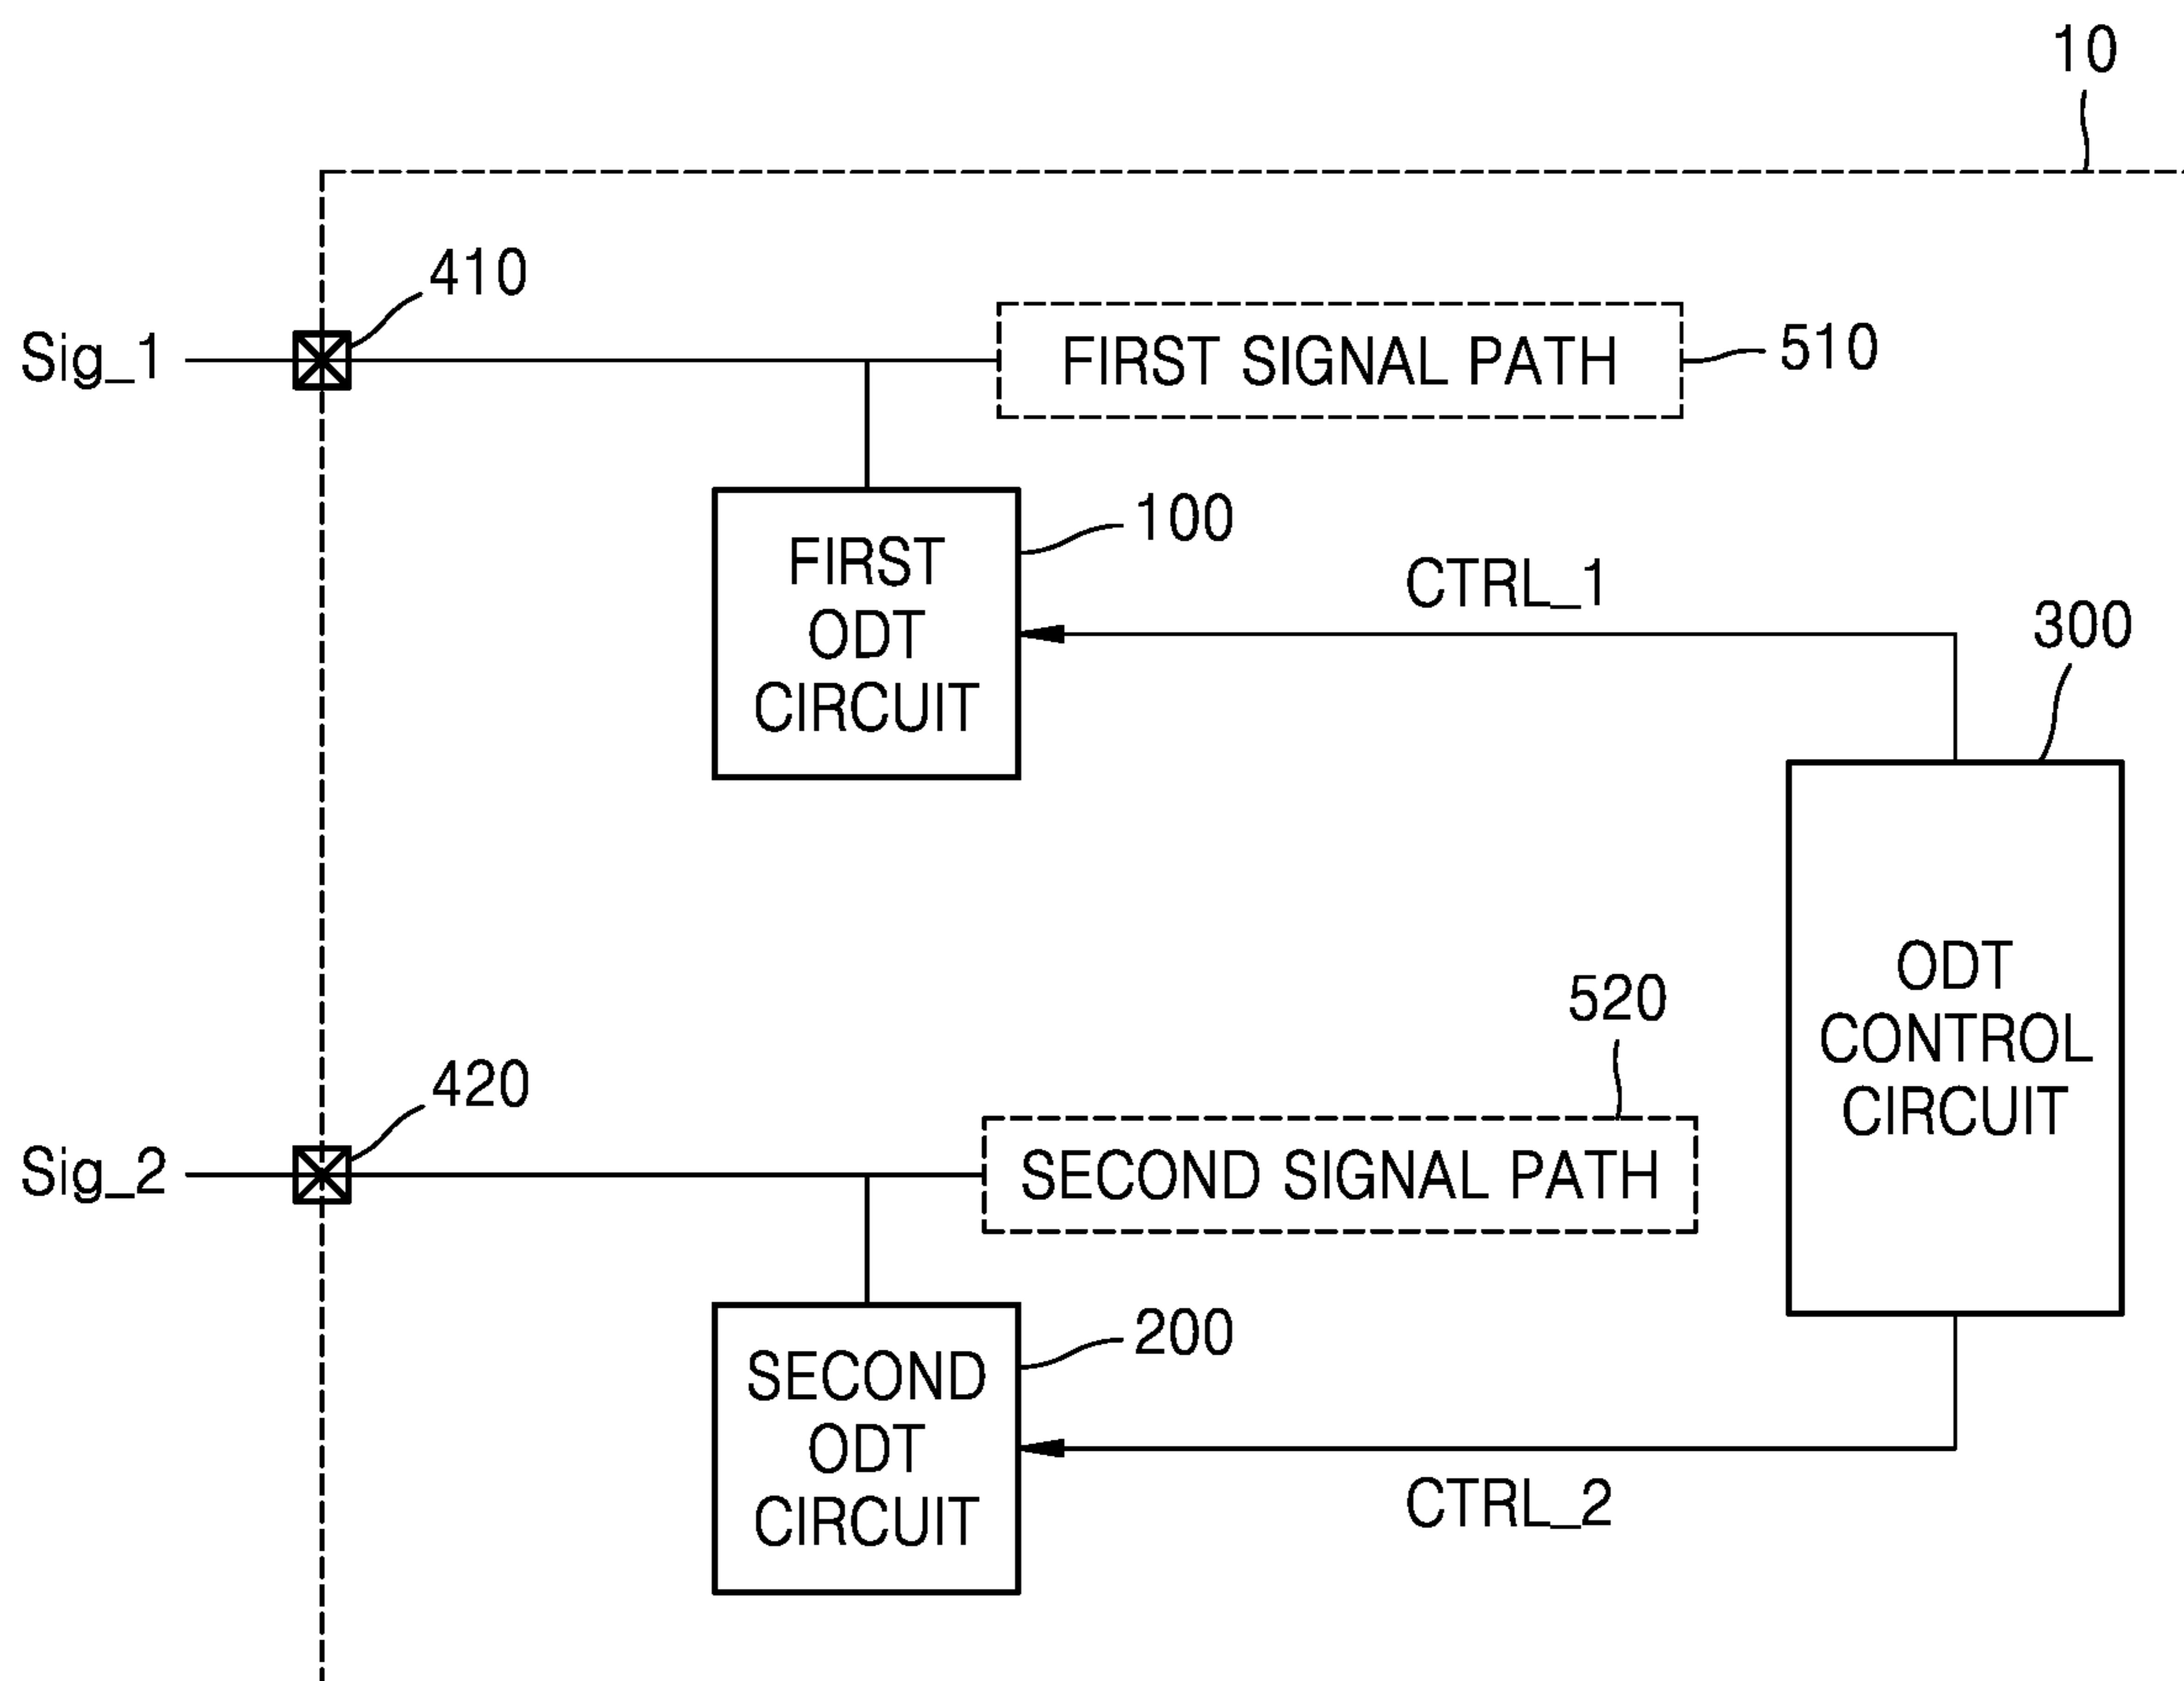 10
410
Sig_1
FIRST SIGNAL PATH
510
100
FIRST
ODT
CIRCUIT
CTRL_1
300
ODT
CONTROL
CIRCUIT
520
420
Sig_2
SECOND SIGNAL PATH
200
SECOND
ODT
CIRCUIT
CTRL_2